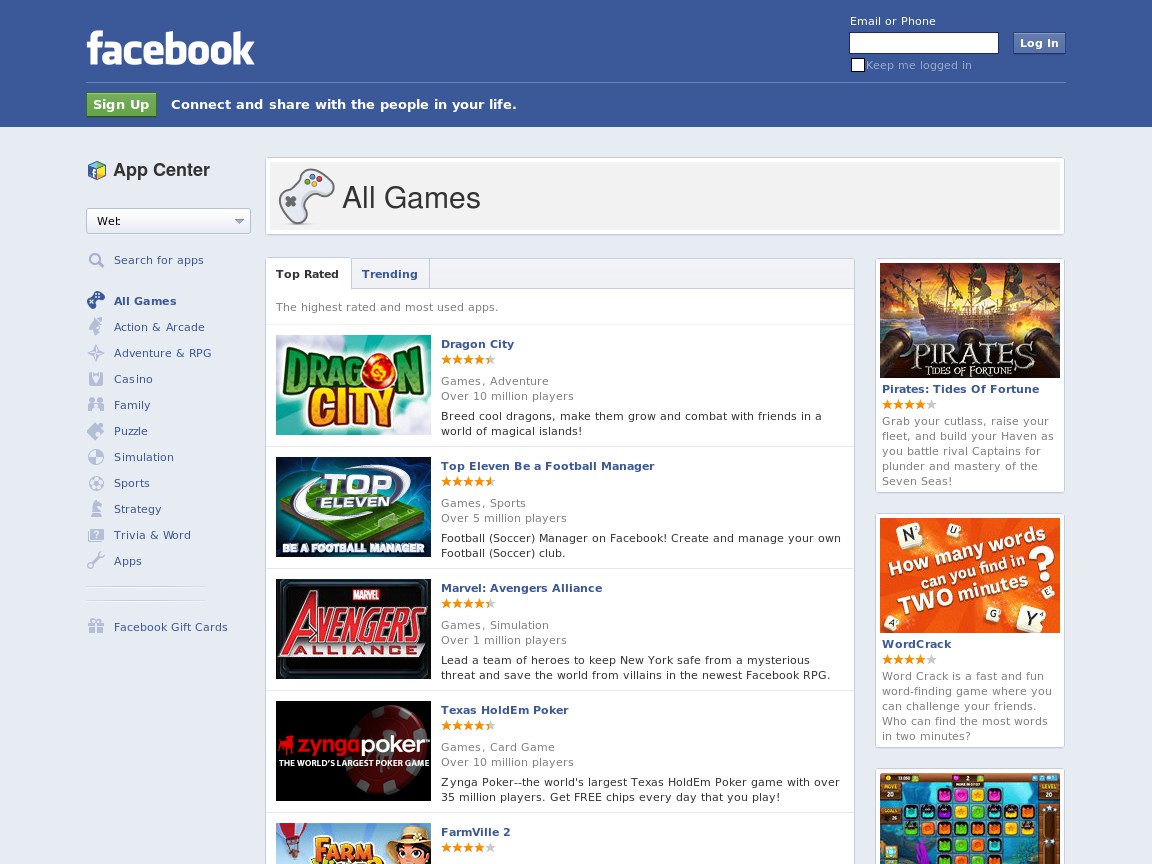 facebook
Email or Phone
Log In
Keep me logged in
Sign Up
Connect and share with the people in your life.
App Center
Web
Search for apps
All Games
Action & Arcade
Adventure & RPG
Casino
Family
Puzzle
Simulation
Sports
Strategy
Trivia & Word
Apps
Facebook Gift Cards
All Games
Top Rated
Trending
The highest rated and most used apps.
DRAGON
CITY
Dragon City
Games, Adventure
Over 10 million players
Breed cool dragons, make them grow and combat with friends in a
world of magical islands!
TOP
ELEVEN
BE A FOOTBALL MANAGER
Top Eleven Be a Football Manager
Games, Sports
Over 5 million players
Football (Soccer) Manager on Facebook! Create and manage your own
Football (Soccer) club.
MARVEL
AVENGERS
ALLIANCE
Marvel: Avengers Alliance
Games, Simulation
Over 1 million players
Lead a team of heroes to keep New York safe from a mysterious
threat and save the world from villains in the newest Facebook RPG.
zyngapoker
THE WORLD'S LARGEST POKER GAME
Texas HoldEm Poker
Games, Card Game
Over 10 million players
Zynga Poker--the world's largest Texas HoldEm Poker game with over
35 million players. Get FREE chips every day that you play!
FARM
FarmVille 2
PIRATES
TIDES OF FORTUNE
Pirates: Tides Of Fortune
Grab your cutlass, raise your
fleet, and build your Haven as
you battle rival Captains for
plunder and mastery of the
Seven Seas!
N
U
How many words
can you find in
TWO minutes
?
E
A
G
Y
WordCrack
Word Crack is a fast and fun
word-finding game where you
can challenge your friends.
Who can find the most words
in two minutes?
MOVE
20
2
LEVEL
20